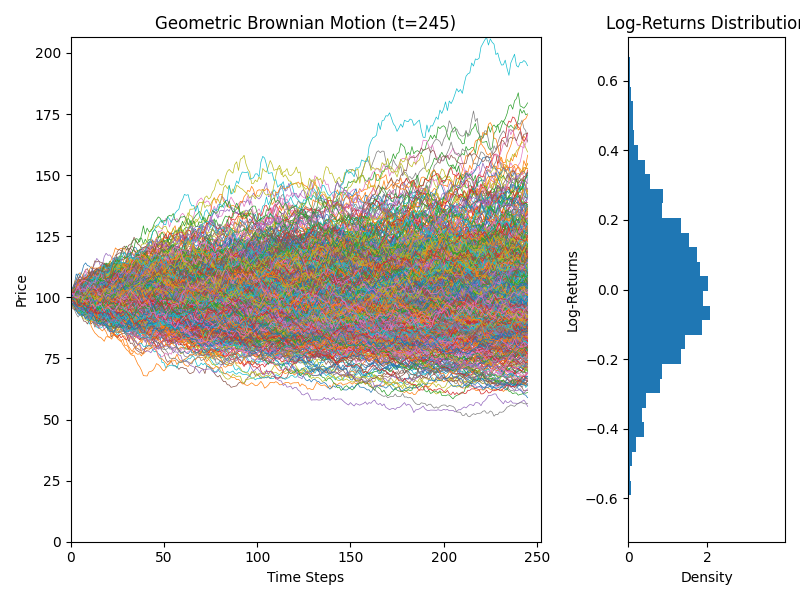 Geometric Brownian Motion (t=245)
Price
200
175
150
125
100
75
50
25
0
0 50 100 150 200 250
Time Steps
Log-Returns Distribution
Log-Returns
0.6
0.4
0.2
0.0
−0.2
−0.4
−0.6
0 2
Density